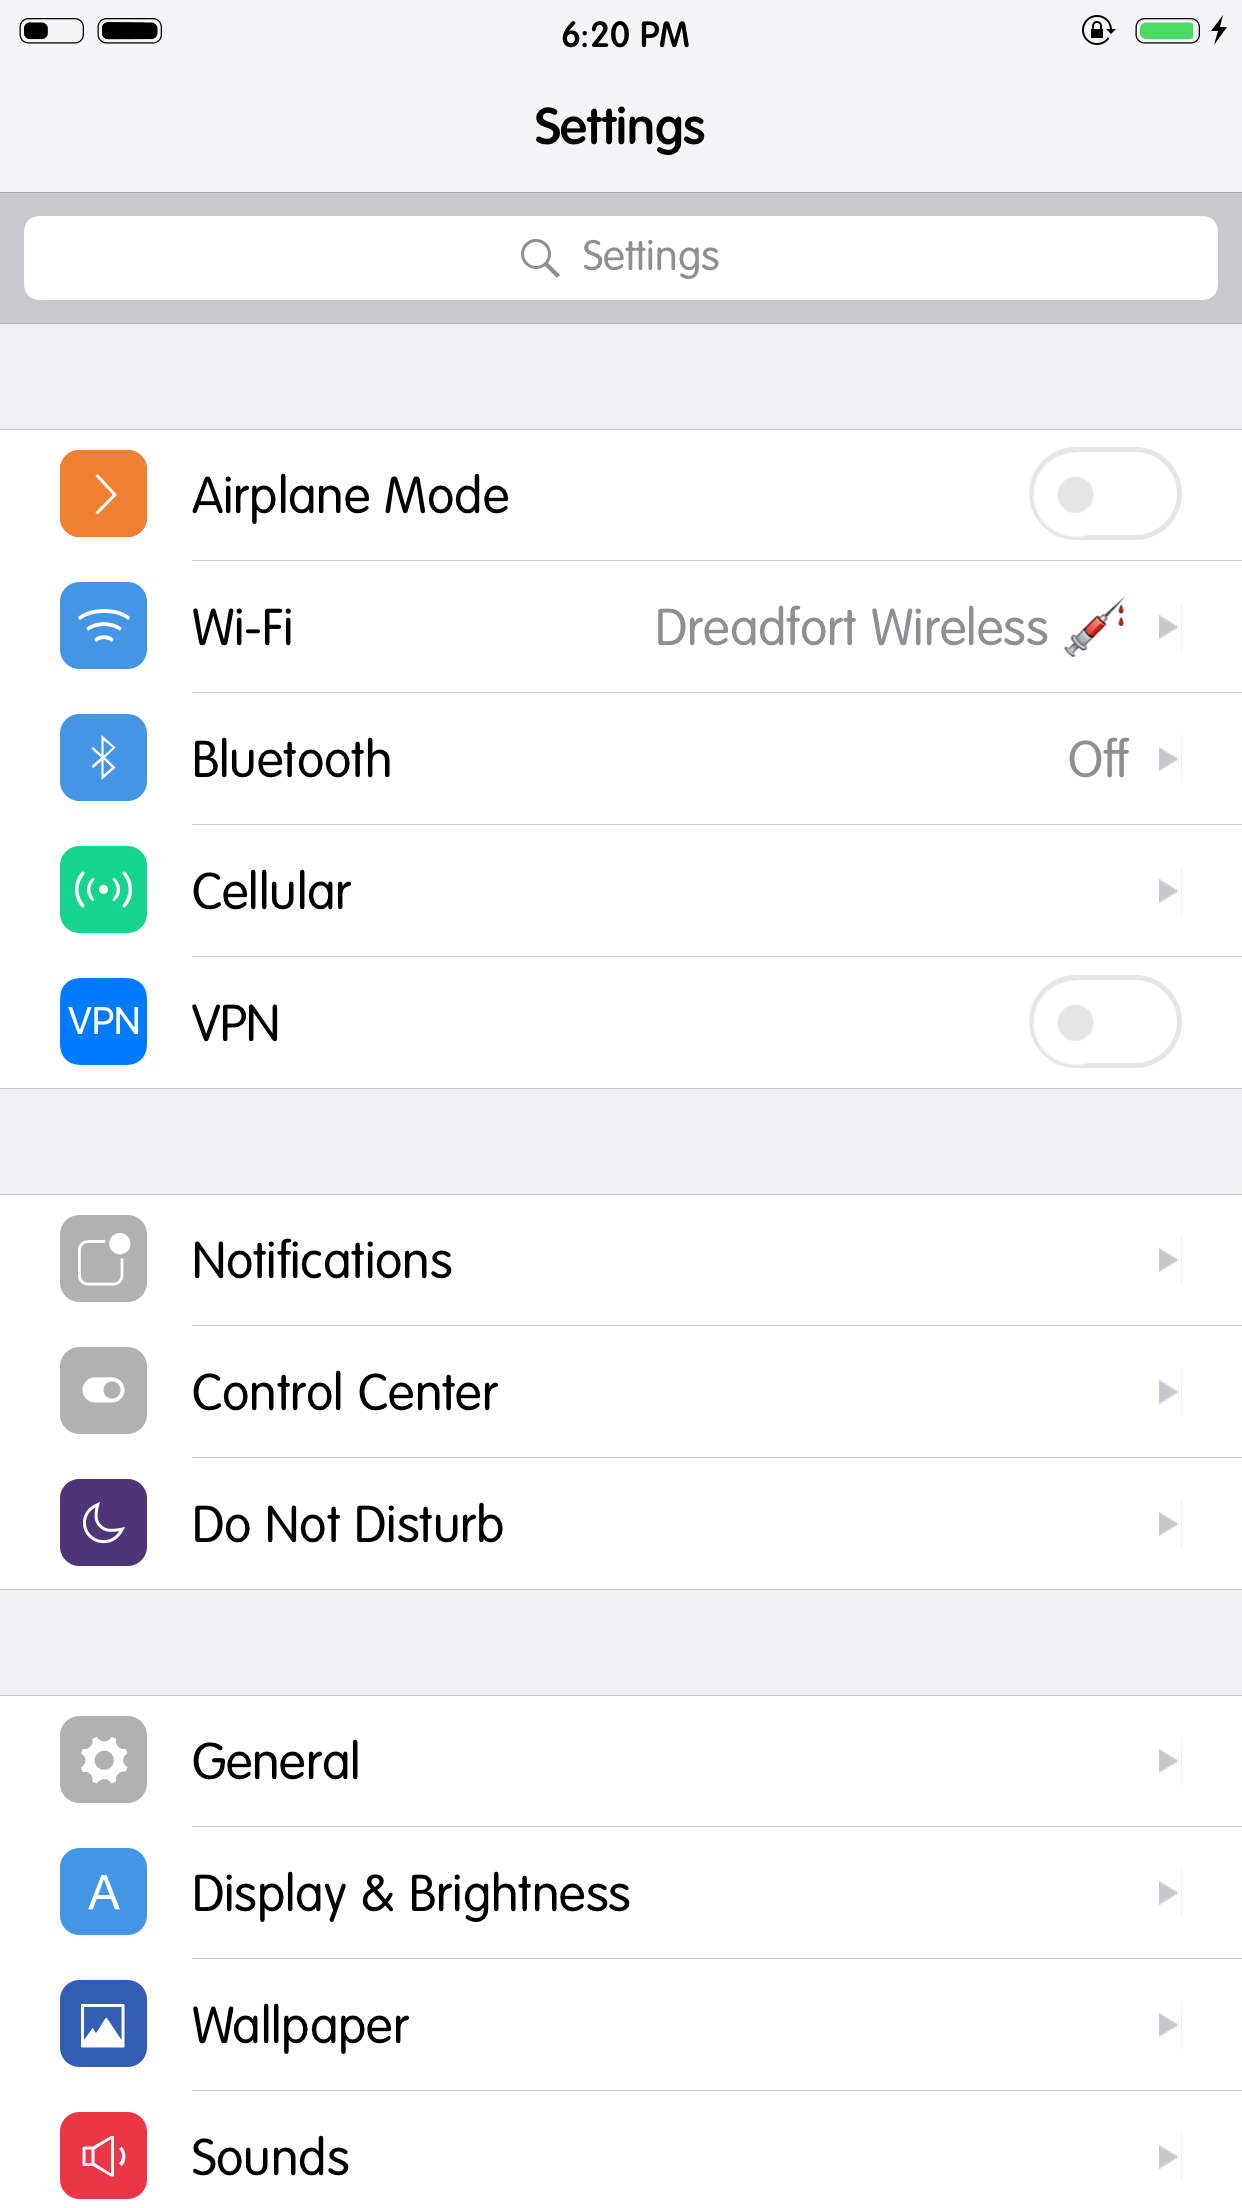 6:20 PM
Settings
Settings
Airplane Mode
Wi-Fi Dreadfort Wireless 💉
Bluetooth Off
Cellular
VPN VPN
Notifications
Control Center
Do Not Disturb
General
A Display & Brightness
Wallpaper
Sounds